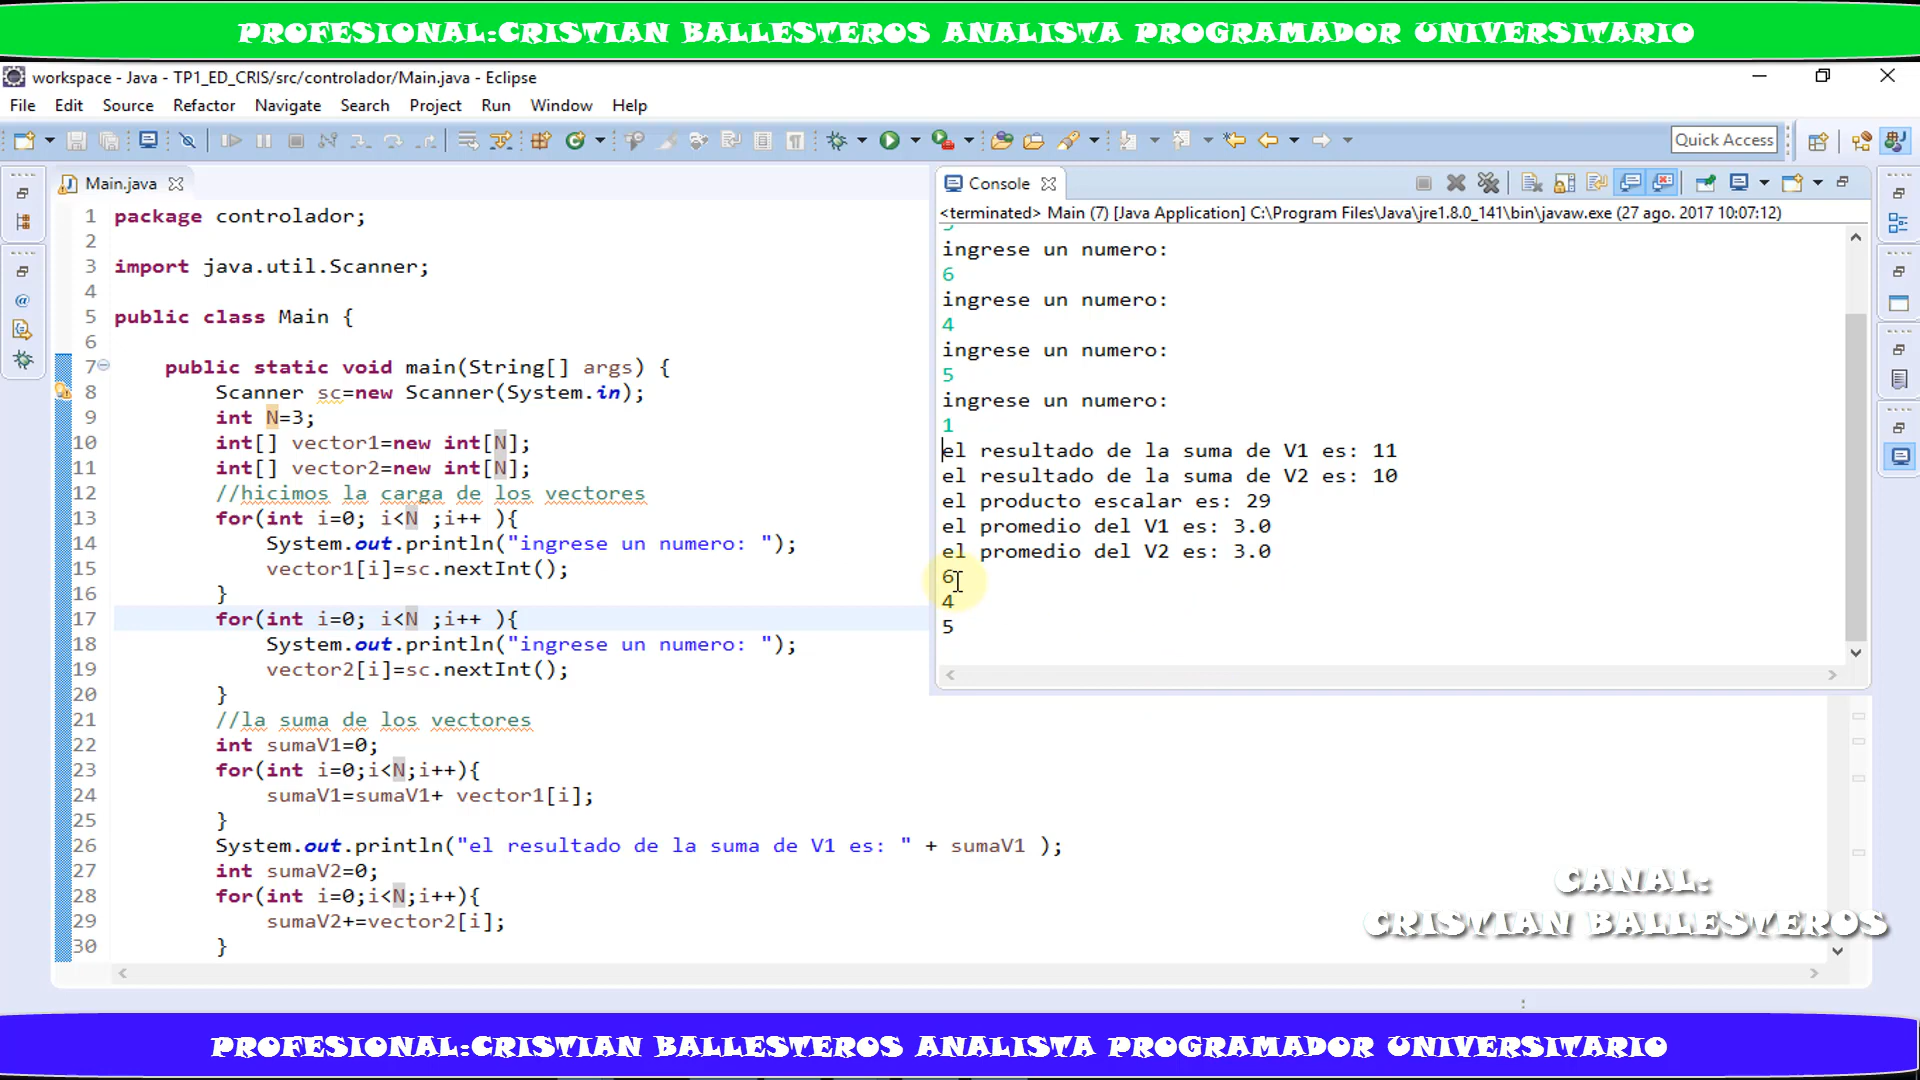 PROFESIONAL:CRISTIAN BALLESTEROS ANALISTA PROGRAMADOR UNIVERSITARIO
workspace - Java - TP1_ED_CRIS/src/controlador/Main.java - Eclipse
File Edit Source Refactor Navigate Search Project Run Window Help
Quick Access
Main.java
1 package controlador;
2
3 import java.util.Scanner;
4
5 public class Main {
6
7 public static void main(String[] args) {
8 Scanner sc=new Scanner(System.in);
9 int N=3;
10 int[] vector1=new int[N];
11 int[] vector2=new int[N];
12 //hicimos la carga de los vectores
13 for(int i=0; i<N ;i++ ){
14 System.out.println("ingrese un numero: ");
15 vector1[i]=sc.nextInt();
16 }
17 for(int i=0; i<N ;i++ ){
18 System.out.println("ingrese un numero: ");
19 vector2[i]=sc.nextInt();
20 }
21 //la suma de los vectores
22 int sumaV1=0;
23 for(int i=0;i<N;i++){
24 sumaV1=sumaV1+ vector1[i];
25 }
26 System.out.println("el resultado de la suma de V1 es: " + sumaV1 );
27 int sumaV2=0;
28 for(int i=0;i<N;i++){
29 sumaV2+=vector2[i];
30 }
Console
<terminated> Main (7) [Java Application] C:\Program Files\Java\jre1.8.0_141\bin\javaw.exe (27 ago. 2017 10:07:12)
ingrese un numero:
6
ingrese un numero:
4
ingrese un numero:
5
ingrese un numero:
1
el resultado de la suma de V1 es: 11
el resultado de la suma de V2 es: 10
el producto escalar es: 29
el promedio del V1 es: 3.0
el promedio del V2 es: 3.0
6
4
5
CANAL:
CRISTIAN BALLESTEROS
PROFESIONAL:CRISTIAN BALLESTEROS ANALISTA PROGRAMADOR UNIVERSITARIO